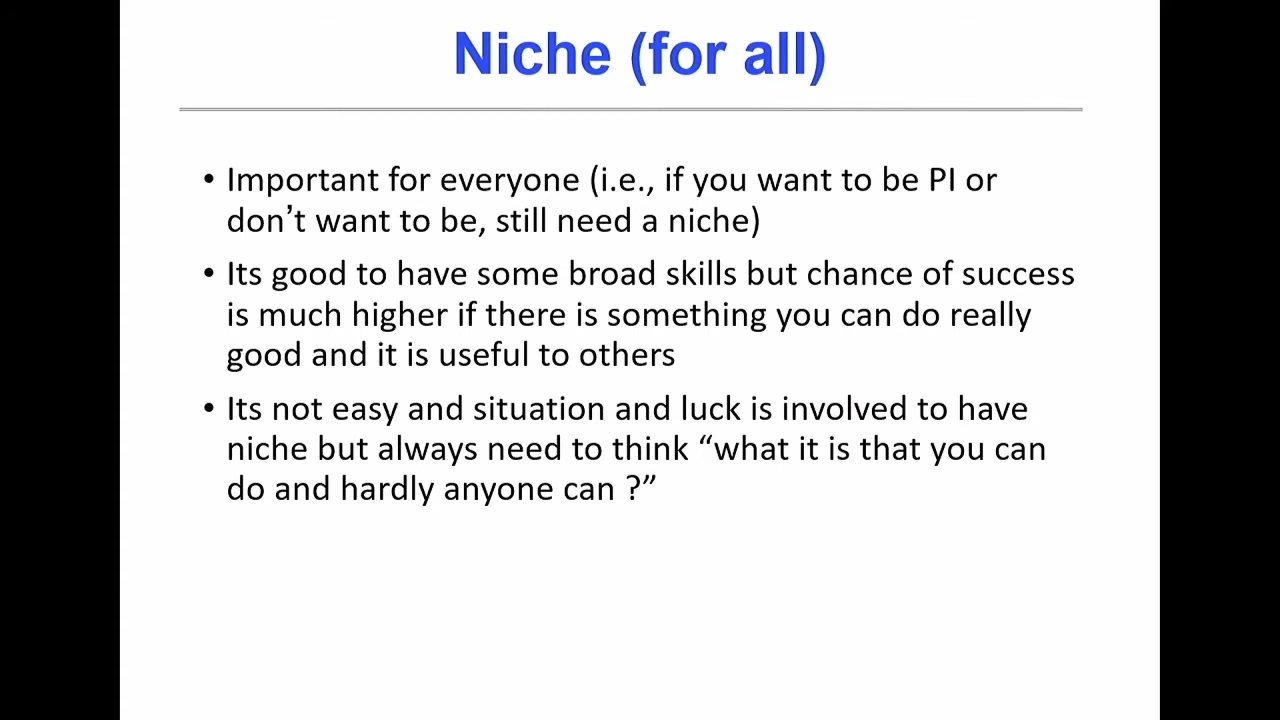 Niche (for all)
• Important for everyone (i.e., if you want to be PI or
don’t want to be, still need a niche)
• Its good to have some broad skills but chance of success
is much higher if there is something you can do really
good and it is useful to others
• Its not easy and situation and luck is involved to have
niche but always need to think “what it is that you can
do and hardly anyone can ?”